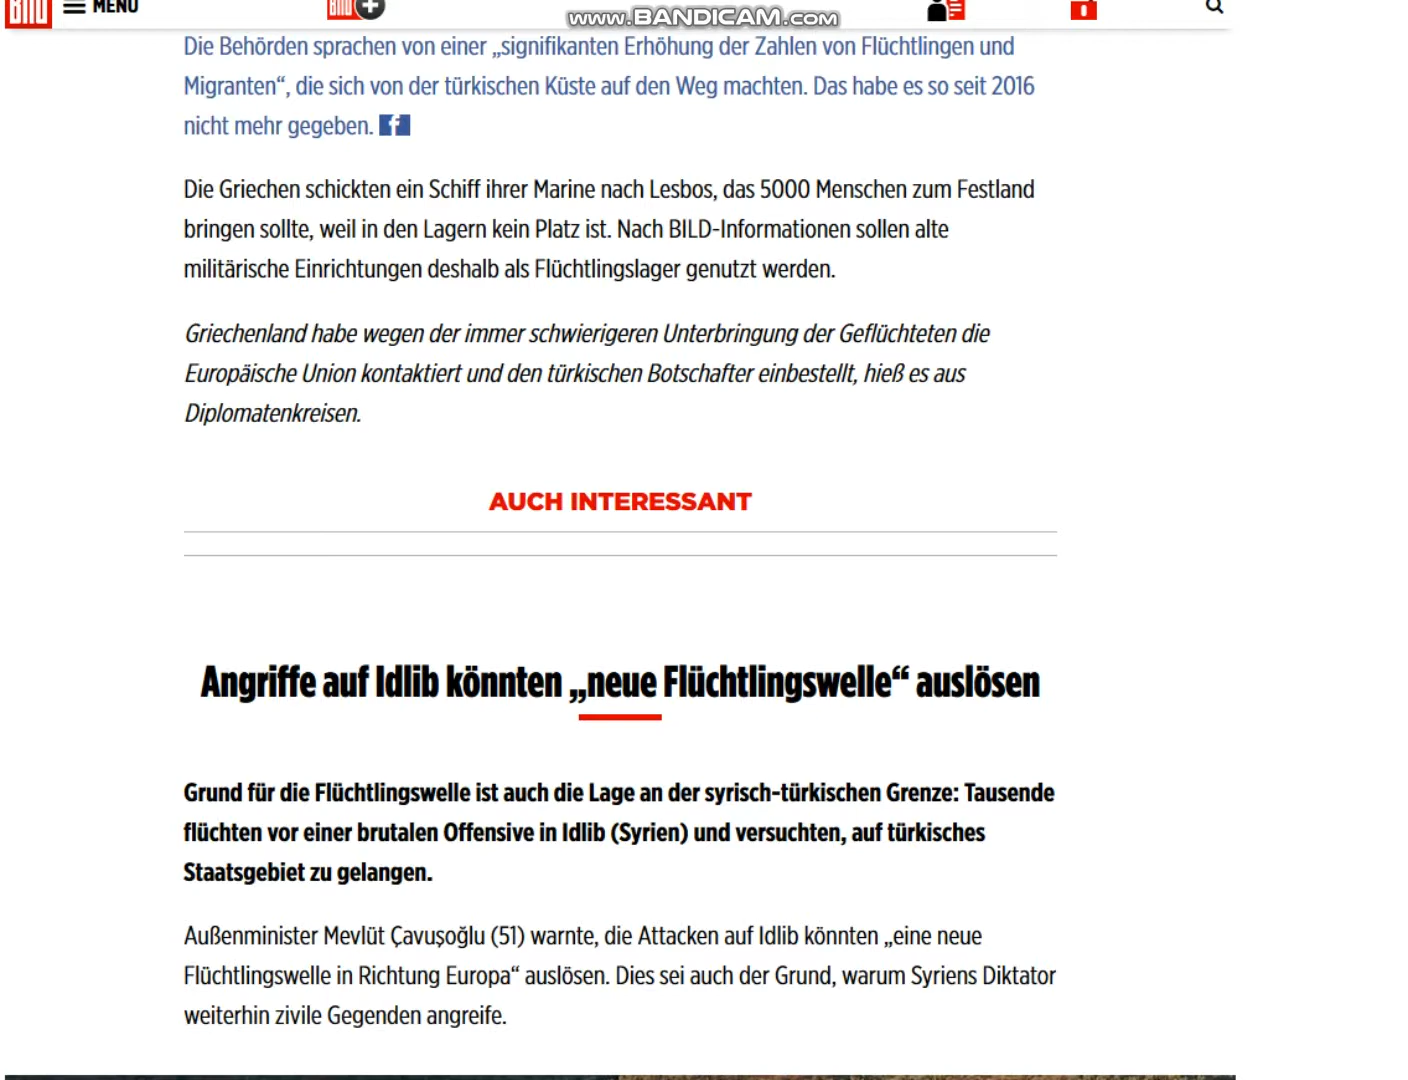 BILD
MENÜ
BILD
www.BANDICAM.com
Die Behörden sprachen von einer „signifikanten Erhöhung der Zahlen von Flüchtlingen und
Migranten“, die sich von der türkischen Küste auf den Weg machten. Das habe es so seit 2016
nicht mehr gegeben.
Die Griechen schickten ein Schiff ihrer Marine nach Lesbos, das 5000 Menschen zum Festland
bringen sollte, weil in den Lagern kein Platz ist. Nach BILD-Informationen sollen alte
militärische Einrichtungen deshalb als Flüchtlingslager genutzt werden.
Griechenland habe wegen der immer schwierigeren Unterbringung der Geflüchteten die
Europäische Union kontaktiert und den türkischen Botschafter einbestellt, hieß es aus
Diplomatenkreisen.
AUCH INTERESSANT
Angriffe auf Idlib könnten „neue Flüchtlingswelle“ auslösen
Grund für die Flüchtlingswelle ist auch die Lage an der syrisch-türkischen Grenze: Tausende
flüchten vor einer brutalen Offensive in Idlib (Syrien) und versuchten, auf türkisches
Staatsgebiet zu gelangen.
Außenminister Mevlüt Çavuşoğlu (51) warnte, die Attacken auf Idlib könnten „eine neue
Flüchtlingswelle in Richtung Europa“ auslösen. Dies sei auch der Grund, warum Syriens Diktator
weiterhin zivile Gegenden angreife.